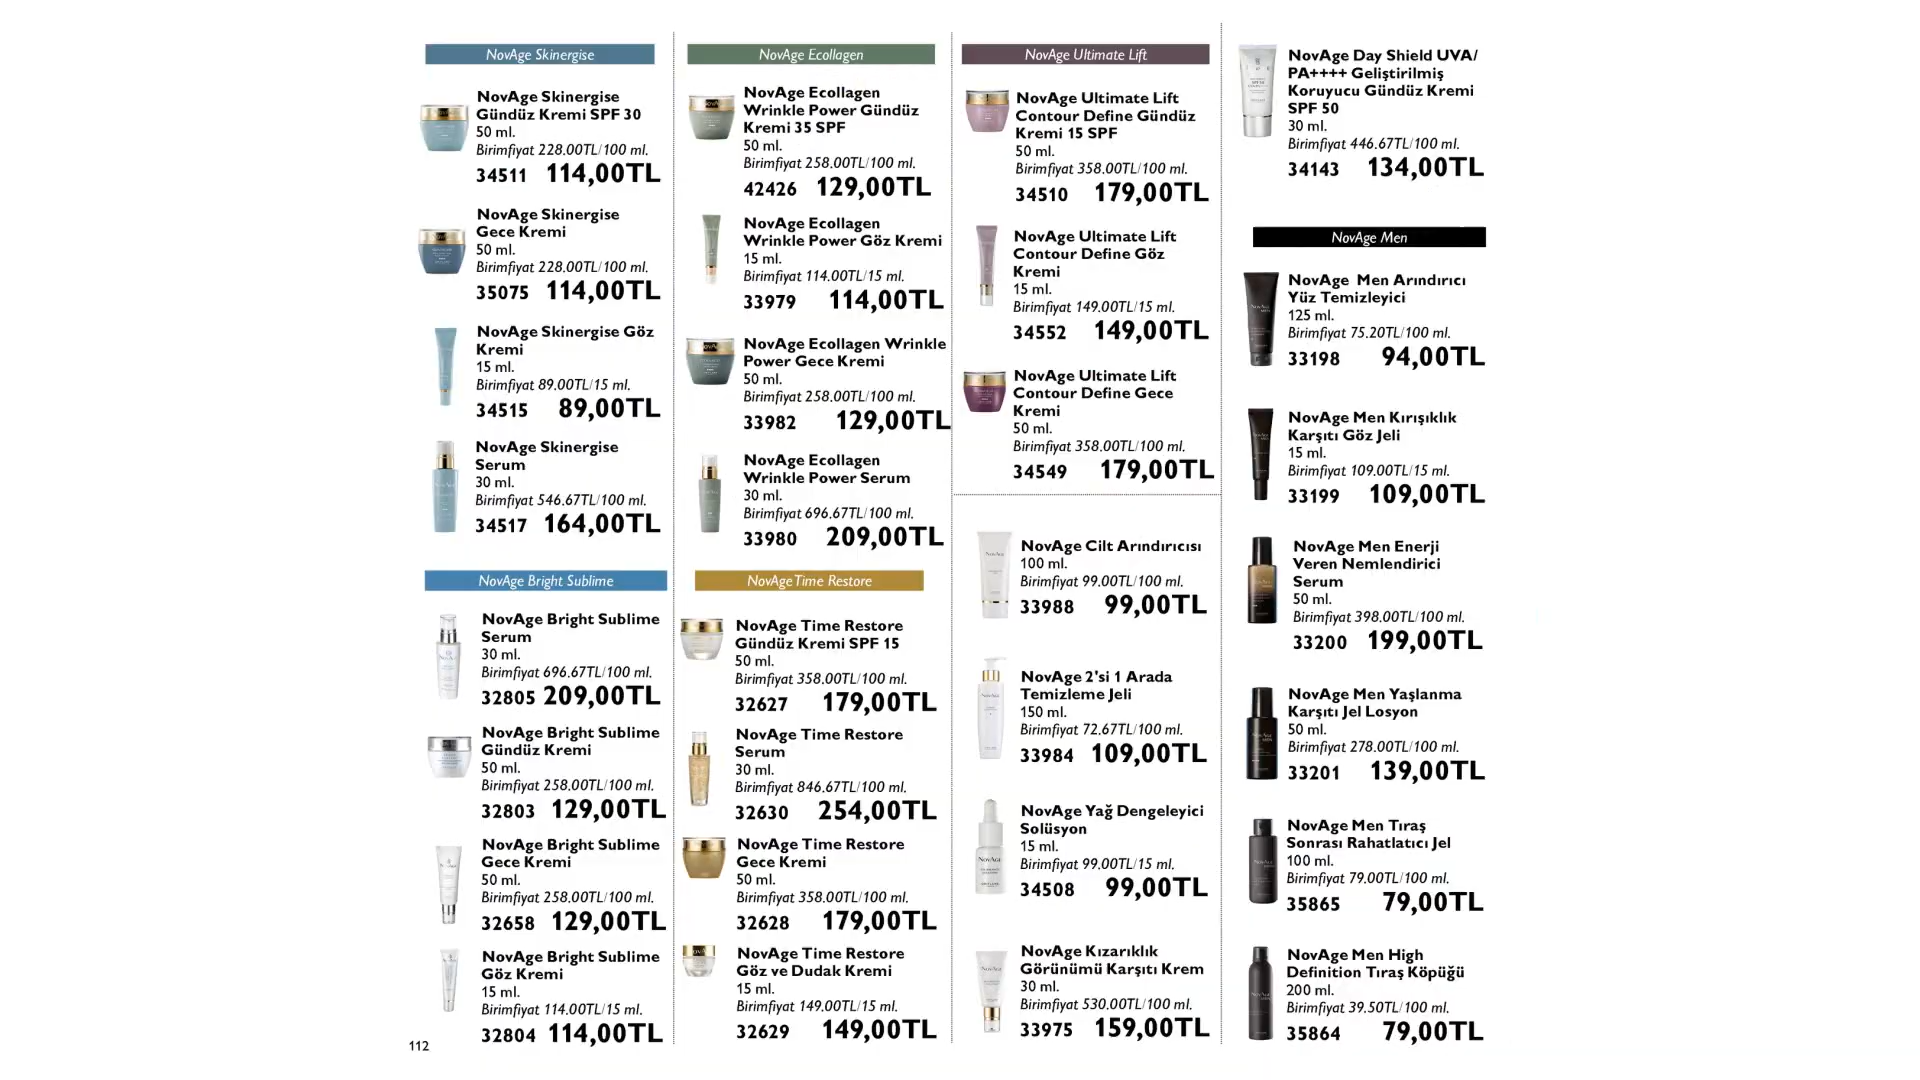 NovAge Skinergise
NovAge Skinergise
Gündüz Kremi SPF 30
50 ml.
Birimfiyat 228.00TL/100 ml.
34511 114,00TL
NovAge Skinergise
Gece Kremi
50 ml.
Birimfiyat 228.00TL/100 ml.
35075 114,00TL
NovAge Skinergise Göz
Kremi
15 ml.
Birimfiyat 89.00TL/15 ml.
34515 89,00TL
NovAge Skinergise
Serum
30 ml.
Birimfiyat 546.67TL/100 ml.
34517 164,00TL
NovAge Bright Sublime
NovAge Bright Sublime
Serum
30 ml.
Birimfiyat 696.67TL/100 ml.
32805 209,00TL
NovAge Bright Sublime
Gündüz Kremi
50 ml.
Birimfiyat 258.00TL/100 ml.
32803 129,00TL
NovAge Bright Sublime
Gece Kremi
50 ml.
Birimfiyat 258.00TL/100 ml.
32658 129,00TL
NovAge Bright Sublime
Göz Kremi
15 ml.
Birimfiyat 114.00TL/15 ml.
32804 114,00TL
112
NovAge Ecollagen
NovAge Ecollagen
Wrinkle Power Gündüz
Kremi 35 SPF
50 ml.
Birimfiyat 258.00TL/100 ml.
42426 129,00TL
NovAge Ecollagen
Wrinkle Power Göz Kremi
15 ml.
Birimfiyat 114.00TL/15 ml.
33979 114,00TL
NovAge Ecollagen Wrinkle
Power Gece Kremi
50 ml.
Birimfiyat 258.00TL/100 ml.
33982 129,00TL
NovAge Ecollagen
Wrinkle Power Serum
30 ml.
Birimfiyat 696.67TL/100 ml.
33980 209,00TL
NovAge Time Restore
NovAge Time Restore
Gündüz Kremi SPF 15
50 ml.
Birimfiyat 358.00TL/100 ml.
32627 179,00TL
NovAge Time Restore
Serum
30 ml.
Birimfiyat 846.67TL/100 ml.
32630 254,00TL
NovAge Time Restore
Gece Kremi
50 ml.
Birimfiyat 358.00TL/100 ml.
32628 179,00TL
NovAge Time Restore
Göz ve Dudak Kremi
15 ml.
Birimfiyat 149.00TL/15 ml.
32629 149,00TL
NovAge Ultimate Lift
NovAge Ultimate Lift
Contour Define Gündüz
Kremi 15 SPF
50 ml.
Birimfiyat 358.00TL/100 ml.
34510 179,00TL
NovAge Ultimate Lift
Contour Define Göz
Kremi
15 ml.
Birimfiyat 149.00TL/15 ml.
34552 149,00TL
NovAge Ultimate Lift
Contour Define Gece
Kremi
50 ml.
Birimfiyat 358.00TL/100 ml.
34549 179,00TL
NovAge Cilt Arındırıcısı
100 ml.
Birimfiyat 99.00TL/100 ml.
33988 99,00TL
NovAge 2'si 1 Arada
Temizleme Jeli
150 ml.
Birimfiyat 72.67TL/100 ml.
33984 109,00TL
NovAge Yağ Dengeleyici
Solüsyon
15 ml.
Birimfiyat 99.00TL/15 ml.
34508 99,00TL
NovAge Kızarıklık
Görünümü Karşıtı Krem
30 ml.
Birimfiyat 530.00TL/100 ml.
33975 159,00TL
NovAge Day Shield UVA/
PA++++ Geliştirilmiş
Koruyucu Gündüz Kremi
SPF 50
30 ml.
Birimfiyat 446.67TL/100 ml.
34143 134,00TL
NovAge Men
NovAge Men Arındırıcı
Yüz Temizleyici
125 ml.
Birimfiyat 75.20TL/100 ml.
33198 94,00TL
NovAge Men Kırışıklık
Karşıtı Göz Jeli
15 ml.
Birimfiyat 109.00TL/15 ml.
33199 109,00TL
NovAge Men Enerji
Veren Nemlendirici
Serum
50 ml.
Birimfiyat 398.00TL/100 ml.
33200 199,00TL
NovAge Men Yaşlanma
Karşıtı Jel Losyon
50 ml.
Birimfiyat 278.00TL/100 ml.
33201 139,00TL
NovAge Men Tıraş
Sonrası Rahatlatıcı Jel
100 ml.
Birimfiyat 79.00TL/100 ml.
35865 79,00TL
NovAge Men High
Definition Tıraş Köpüğü
200 ml.
Birimfiyat 39.50TL/100 ml.
35864 79,00TL